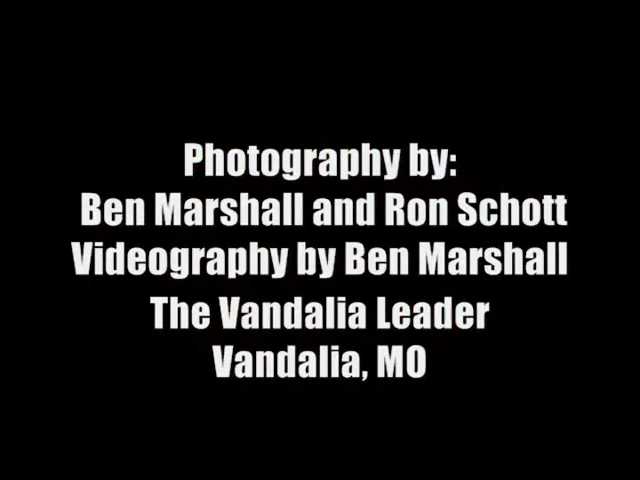 Photography by:
Ben Marshall and Ron Schott
Videography by Ben Marshall
The Vandalia Leader
Vandalia, MO